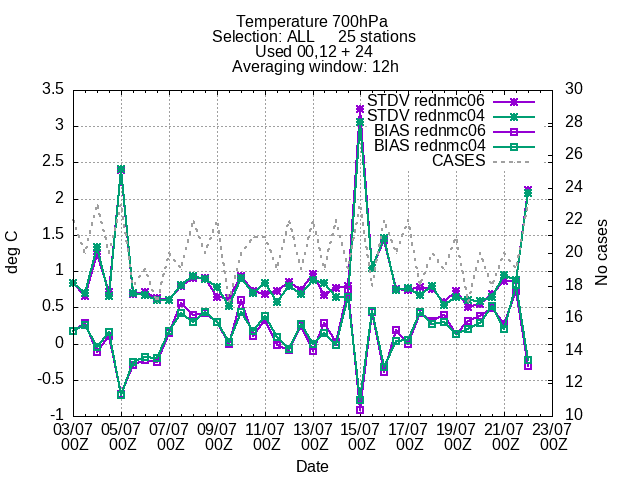 Temperature 700hPa
Selection: ALL 25 stations
Used 00,12 + 24
Averaging window: 12h
STDV rednmc06
STDV rednmc04
BIAS rednmc06
BIAS rednmc04
CASES
deg C
3.5
3
2.5
2
1.5
1
0.5
0
-0.5
-1
No cases
30
28
26
24
22
20
18
16
14
12
10
03/07 05/07 07/07 09/07 11/07 13/07 15/07 17/07 19/07 21/07 23/07
00Z 00Z 00Z 00Z 00Z 00Z 00Z 00Z 00Z 00Z 00Z
Date